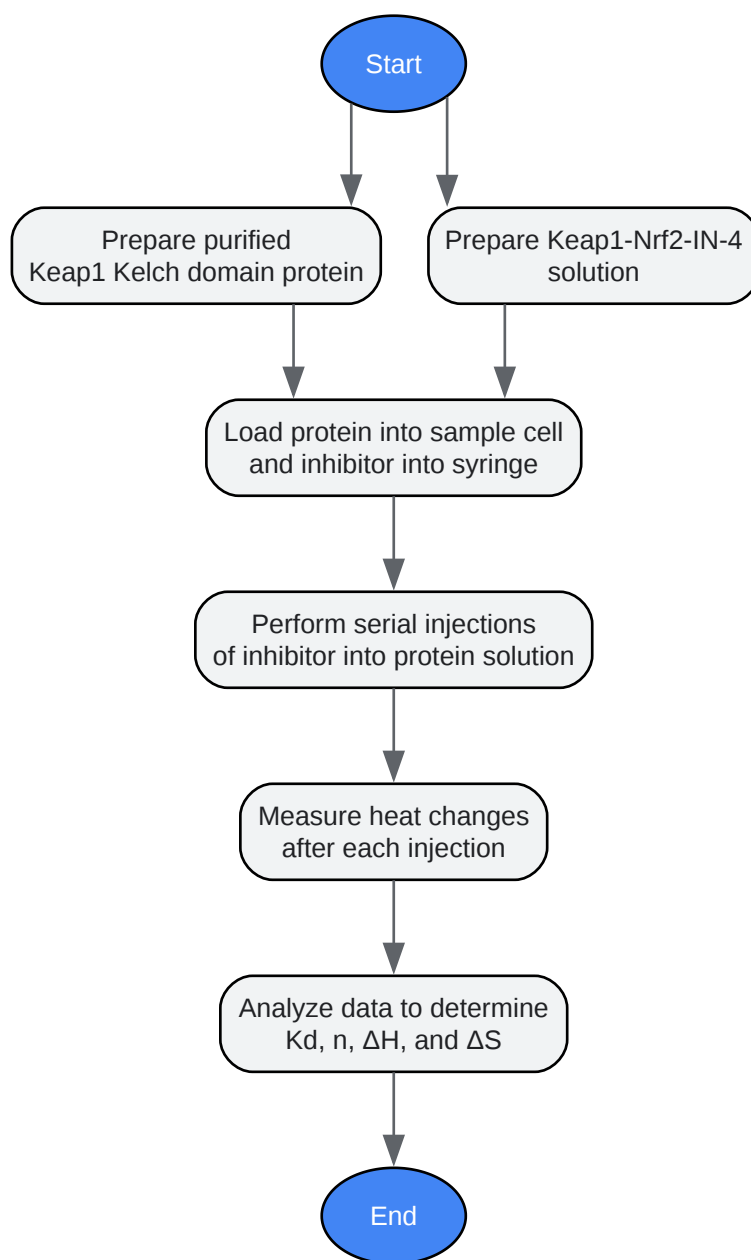 Start
Prepare purified
Keap1 Kelch domain protein
Prepare Keap1-Nrf2-IN-4
solution
Load protein into sample cell
and inhibitor into syringe
Perform serial injections
of inhibitor into protein solution
Measure heat changes
after each injection
Analyze data to determine
Kd, n, ΔH, and ΔS
End